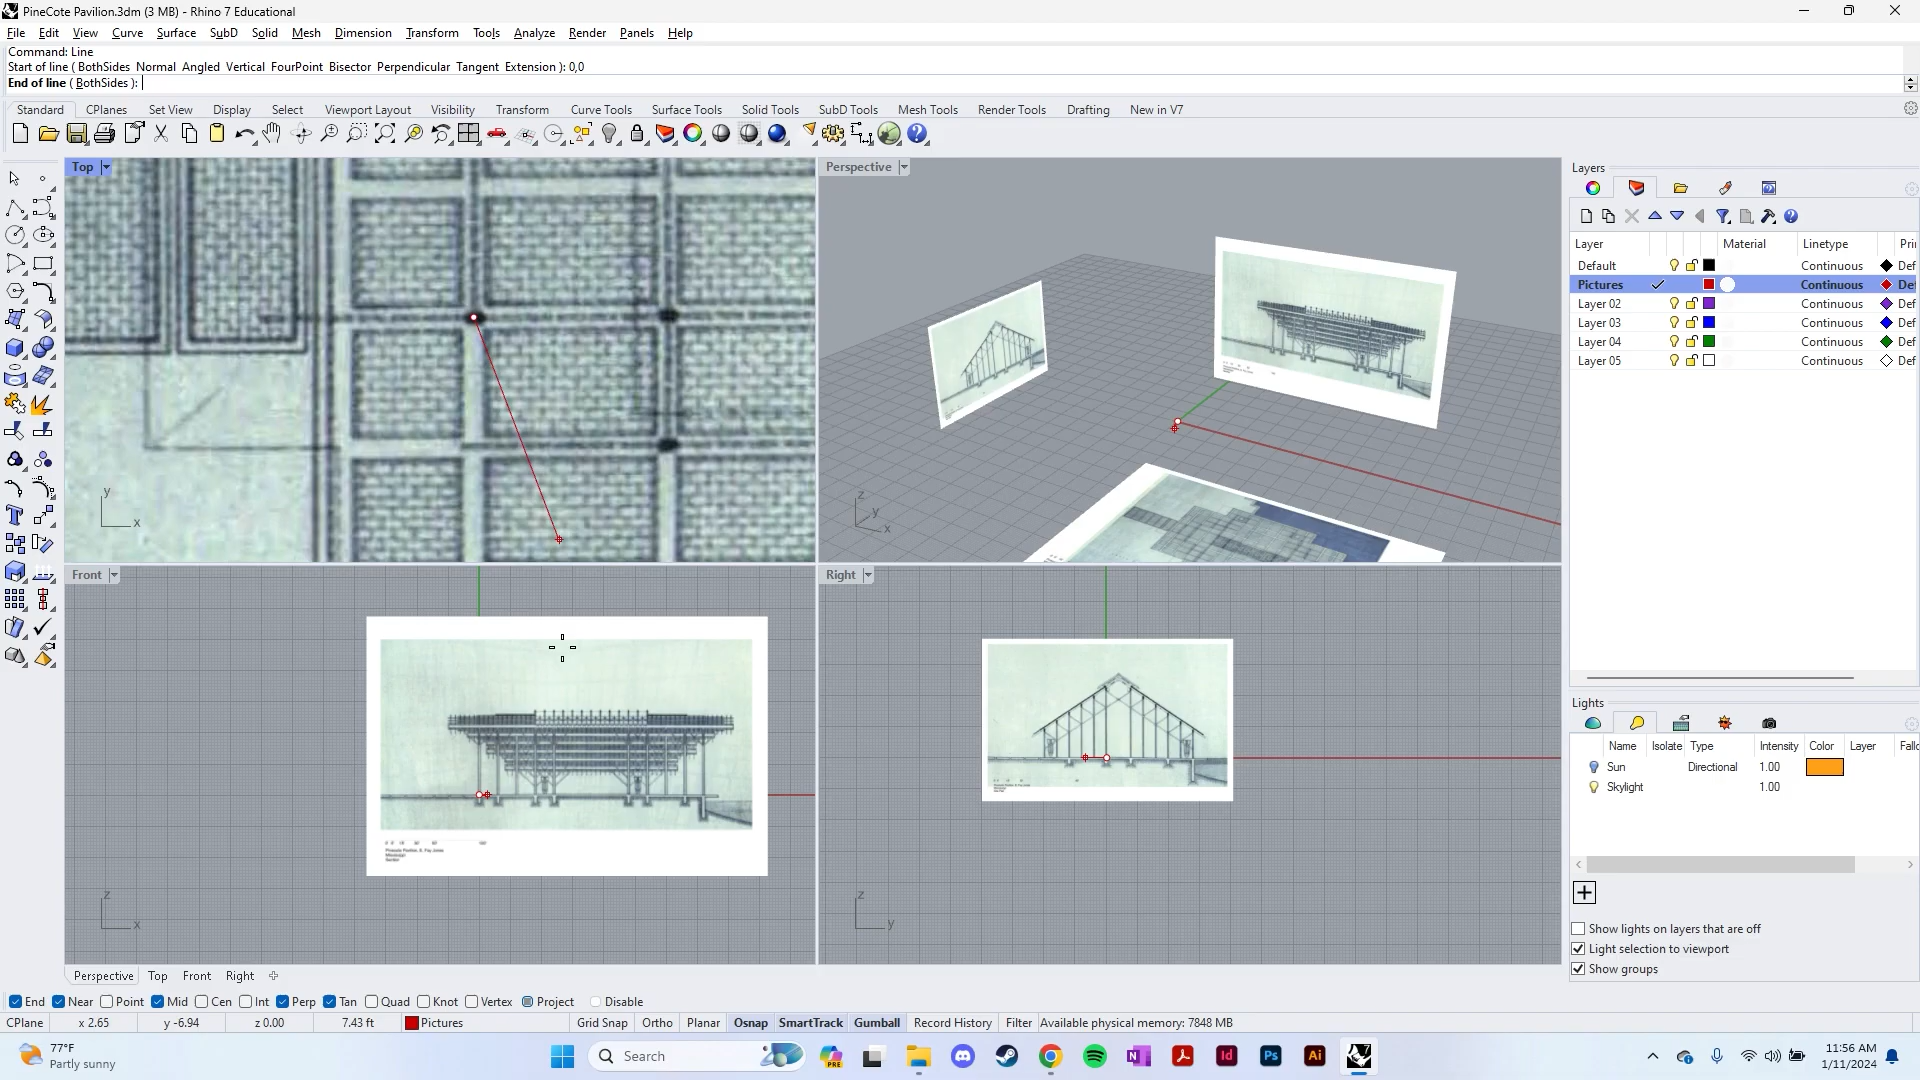 PineCote Pavilion.3dm (3 MB) - Rhino 7 Educational
File Edit View Curve Surface SubD Solid Mesh Dimension Transform Tools Analyze Render Panels Help
Command: Line
Start of line ( BothSides Normal Angled Vertical FourPoint Bisector Perpendicular Tangent Extension ): 0,0
End of line ( BothSides ):
Standard CPlanes Set View Display Select Viewport Layout Visibility Transform Curve Tools Surface Tools Solid Tools SubD Tools Mesh Tools Render Tools Drafting New in V7
Top
Perspective
y
x
z
y
x
Front
Right
z
x
z
y
Perspective Top Front Right
Layers
Layer Material Linetype Pri
Default Continuous Def
Pictures Continuous Def
Layer 02 Continuous Def
Layer 03 Continuous Def
Layer 04 Continuous Def
Layer 05 Continuous Def
Lights
Name Isolate Type Intensity Color Layer Fallo
Sun Directional 1.00
Skylight 1.00
Show lights on layers that are off
Light selection to viewport
Show groups
End Near Point Mid Cen Int Perp Tan Quad Knot Vertex Project Disable
CPlane x 2.65 y -6.94 z 0.00 7.43 ft Pictures Grid Snap Ortho Planar Osnap SmartTrack Gumball Record History Filter Available physical memory: 7848 MB
77°F
Partly sunny
Search
PRE
11:56 AM
1/11/2024